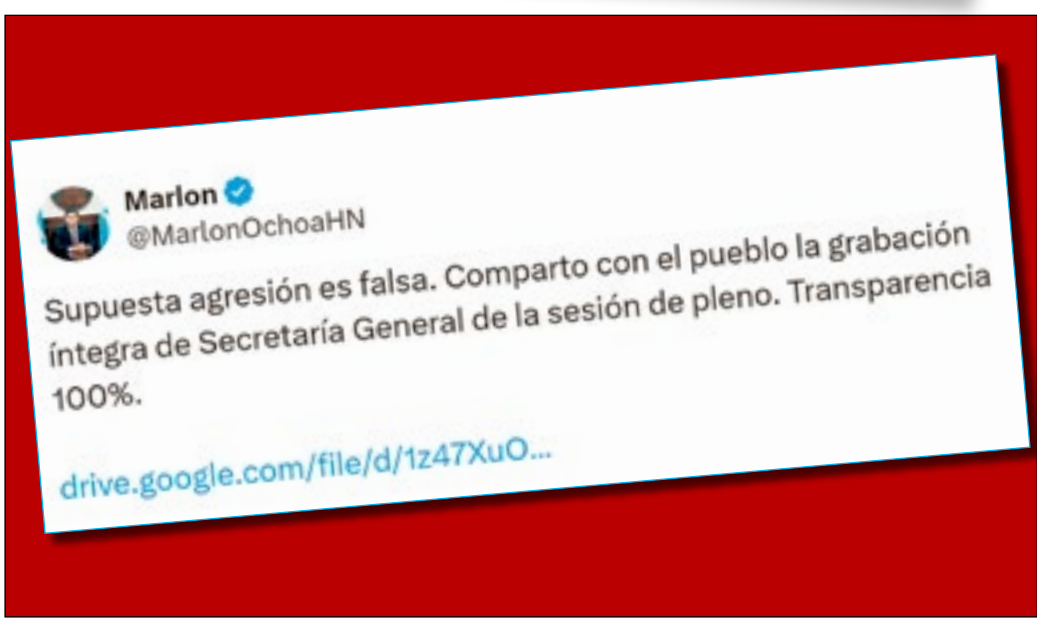 Marlon
@MarlonOchoaHN
Supuesta agresión es falsa. Comparto con el pueblo la grabación
íntegra de Secretaría General de la sesión de pleno. Transparencia
100%.
drive.google.com/file/d/1z47XuO...